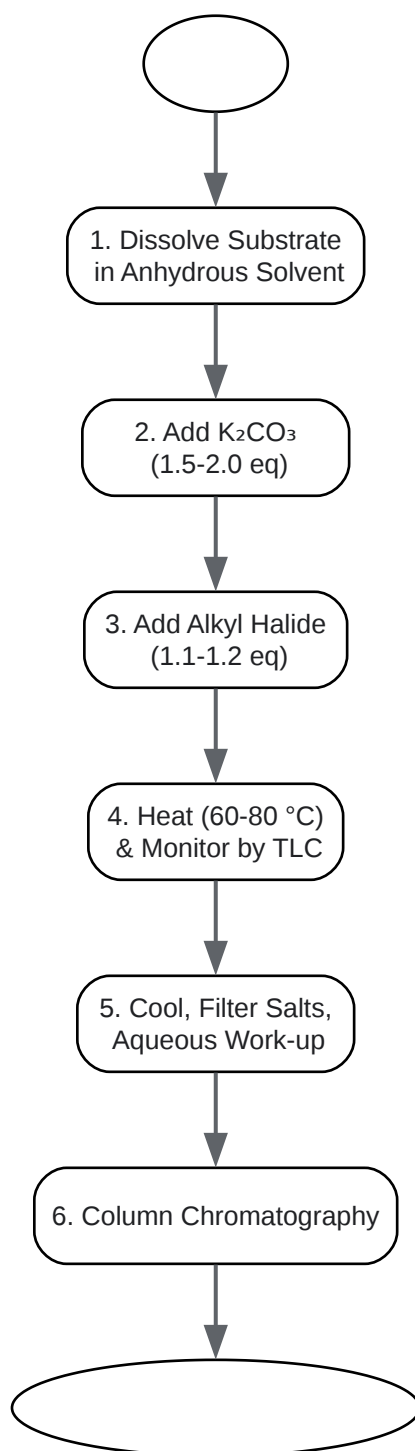 1. Dissolve Substrate
in Anhydrous Solvent
2. Add K₂CO₃
(1.5-2.0 eq)
3. Add Alkyl Halide
(1.1-1.2 eq)
4. Heat (60-80 °C)
& Monitor by TLC
5. Cool, Filter Salts,
Aqueous Work-up
6. Column Chromatography